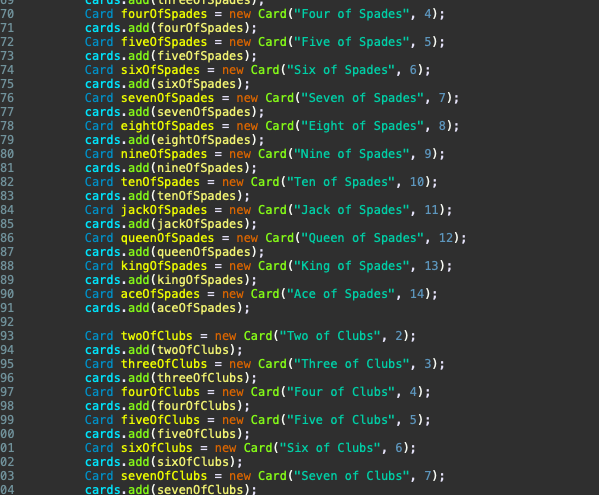 69 cards.add(threeOfSpades);
70 Card fourOfSpades = new Card("Four of Spades", 4);
71 cards.add(fourOfSpades);
72 Card fiveOfSpades = new Card("Five of Spades", 5);
73 cards.add(fiveOfSpades);
74 Card sixOfSpades = new Card("Six of Spades", 6);
75 cards.add(sixOfSpades);
76 Card sevenOfSpades = new Card("Seven of Spades", 7);
77 cards.add(sevenOfSpades);
78 Card eightOfSpades = new Card("Eight of Spades", 8);
79 cards.add(eightOfSpades);
80 Card nineOfSpades = new Card("Nine of Spades", 9);
81 cards.add(nineOfSpades);
82 Card tenOfSpades = new Card("Ten of Spades", 10);
83 cards.add(tenOfSpades);
84 Card jackOfSpades = new Card("Jack of Spades", 11);
85 cards.add(jackOfSpades);
86 Card queenOfSpades = new Card("Queen of Spades", 12);
87 cards.add(queenOfSpades);
88 Card kingOfSpades = new Card("King of Spades", 13);
89 cards.add(kingOfSpades);
90 Card aceOfSpades = new Card("Ace of Spades", 14);
91 cards.add(aceOfSpades);
92
93 Card twoOfClubs = new Card("Two of Clubs", 2);
94 cards.add(twoOfClubs);
95 Card threeOfClubs = new Card("Three of Clubs", 3);
96 cards.add(threeOfClubs);
97 Card fourOfClubs = new Card("Four of Clubs", 4);
98 cards.add(fourOfClubs);
99 Card fiveOfClubs = new Card("Five of Clubs", 5);
00 cards.add(fiveOfClubs);
01 Card sixOfClubs = new Card("Six of Clubs", 6);
02 cards.add(sixOfClubs);
03 Card sevenOfClubs = new Card("Seven of Clubs", 7);
04 cards.add(sevenOfClubs);